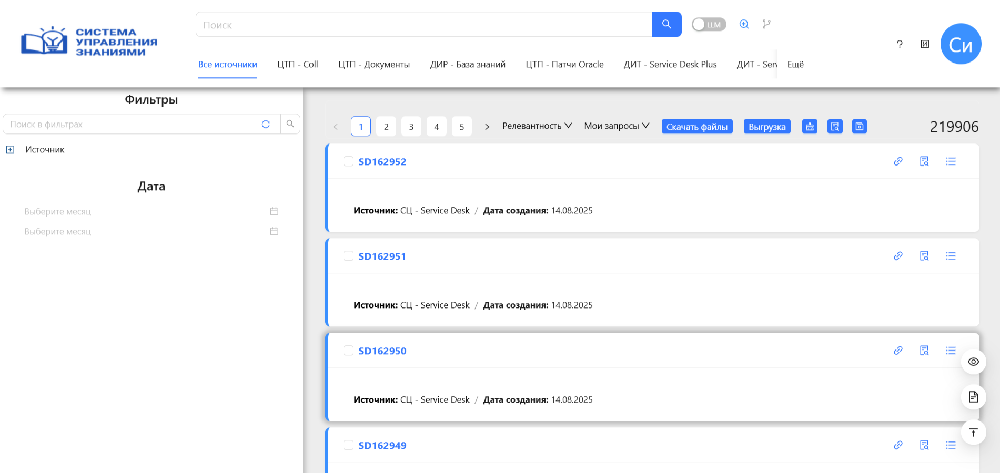 СИСТЕМА
УПРАВЛЕНИЯ
ЗНАНИЯМИ
Поиск
LLM
?
Си
Все источники
ЦТП - Coll
ЦТП - Документы
ДИР - База знаний
ЦТП - Патчи Oracle
ДИТ - Service Desk Plus
ДИТ - Serv
Ещё
Фильтры
Поиск в фильтрах
Источник
Дата
Выберите месяц
Выберите месяц
1 2 3 4 5
Релевантность
Мои запросы
Скачать файлы
Выгрузка
219906
SD162952
Источник: СЦ - Service Desk / Дата создания: 14.08.2025
SD162951
Источник: СЦ - Service Desk / Дата создания: 14.08.2025
SD162950
Источник: СЦ - Service Desk / Дата создания: 14.08.2025
SD162949